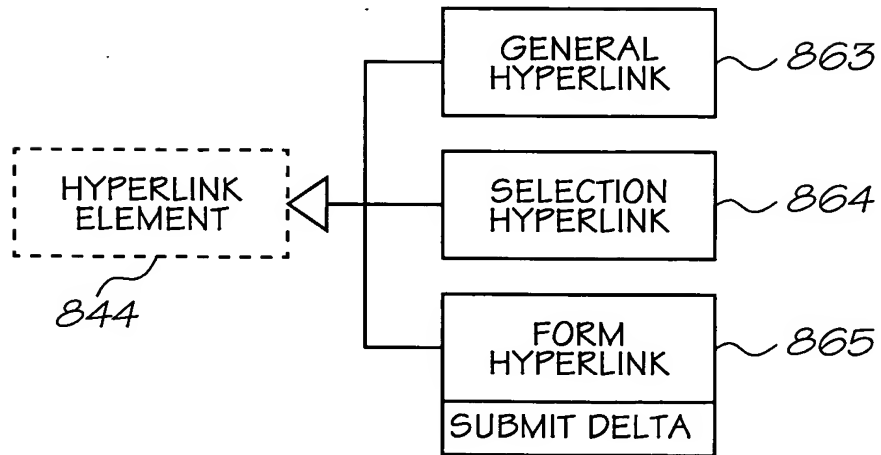 GENERAL
HYPERLINK
863
HYPERLINK
ELEMENT
844
SELECTION
HYPERLINK
864
FORM
HYPERLINK
865
SUBMIT DELTA